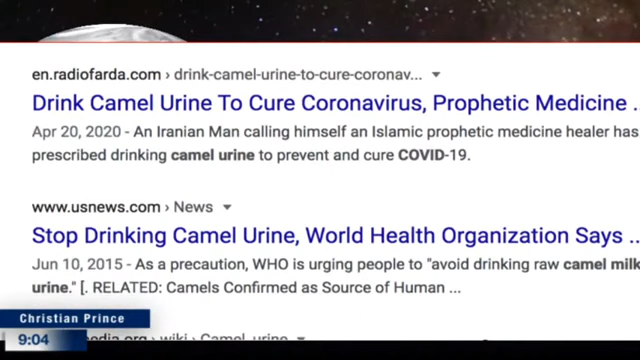 en.radiofarda.com › drink-camel-urine-to-cure-coronav...
Drink Camel Urine To Cure Coronavirus, Prophetic Medicine ..
Apr 20, 2020 - An Iranian Man calling himself an Islamic prophetic medicine healer has
prescribed drinking camel urine to prevent and cure COVID-19.
www.usnews.com › News
Stop Drinking Camel Urine, World Health Organization Says ..
Jun 10, 2015 - As a precaution, WHO is urging people to "avoid drinking raw camel milk
urine." [. RELATED: Camels Confirmed as Source of Human ...
Christian Prince
9:04
pedia.org › wiki › Camel_urine